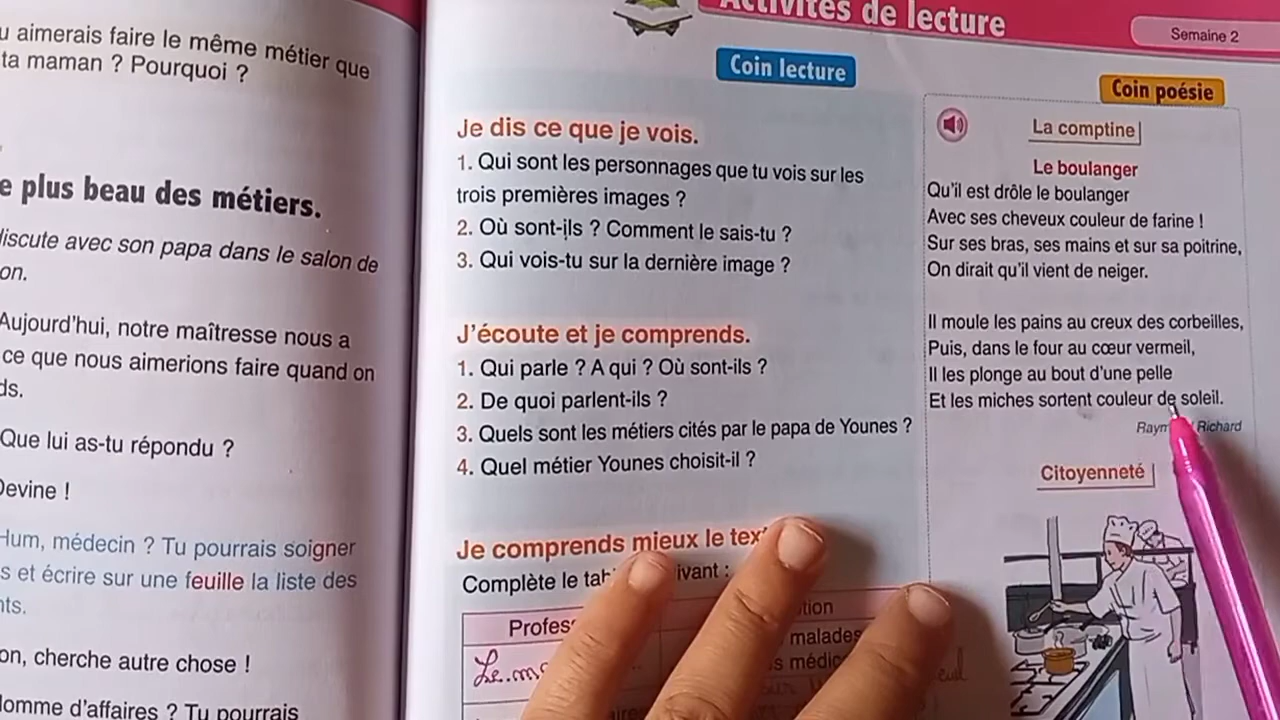 aimerais faire le même métier que
ta maman ? Pourquoi ?
plus beau des métiers.
discute avec son papa dans le salon de
Aujourd'hui, notre maîtresse nous a
ce que nous aimerions faire quand on
Que lui as-tu répondu ?
Devine !
Hum, médecin ? Tu pourrais soigner
et écrire sur une feuille la liste des
cherche autre chose !
d'affaires ? Tu pourrais
Activités de lecture
Semaine 2
Coin lecture
Je dis ce que je vois.
1. Qui sont les personnages que tu vois sur les
trois premières images ?
2. Où sont-ils ? Comment le sais-tu ?
3. Qui vois-tu sur la dernière image ?
J'écoute et je comprends.
1. Qui parle ? A qui ? Où sont-ils ?
2. De quoi parlent-ils ?
3. Quels sont les métiers cités par le papa de Younes ?
4. Quel métier Younes choisit-il ?
Je comprends mieux le
Complète le
malades
Coin poésie
La comptine
Le boulanger
Qu'il est drôle le boulanger
Avec ses cheveux couleur de farine !
Sur ses bras, ses mains et sur sa poitrine,
On dirait qu'il vient de neiger.
Il moule les pains au creux des corbeilles,
Puis, dans le four au cœur vermeil,
Il les plonge au bout d'une pelle
Et les miches sortent couleur de soleil.
Richard
Citoyenneté